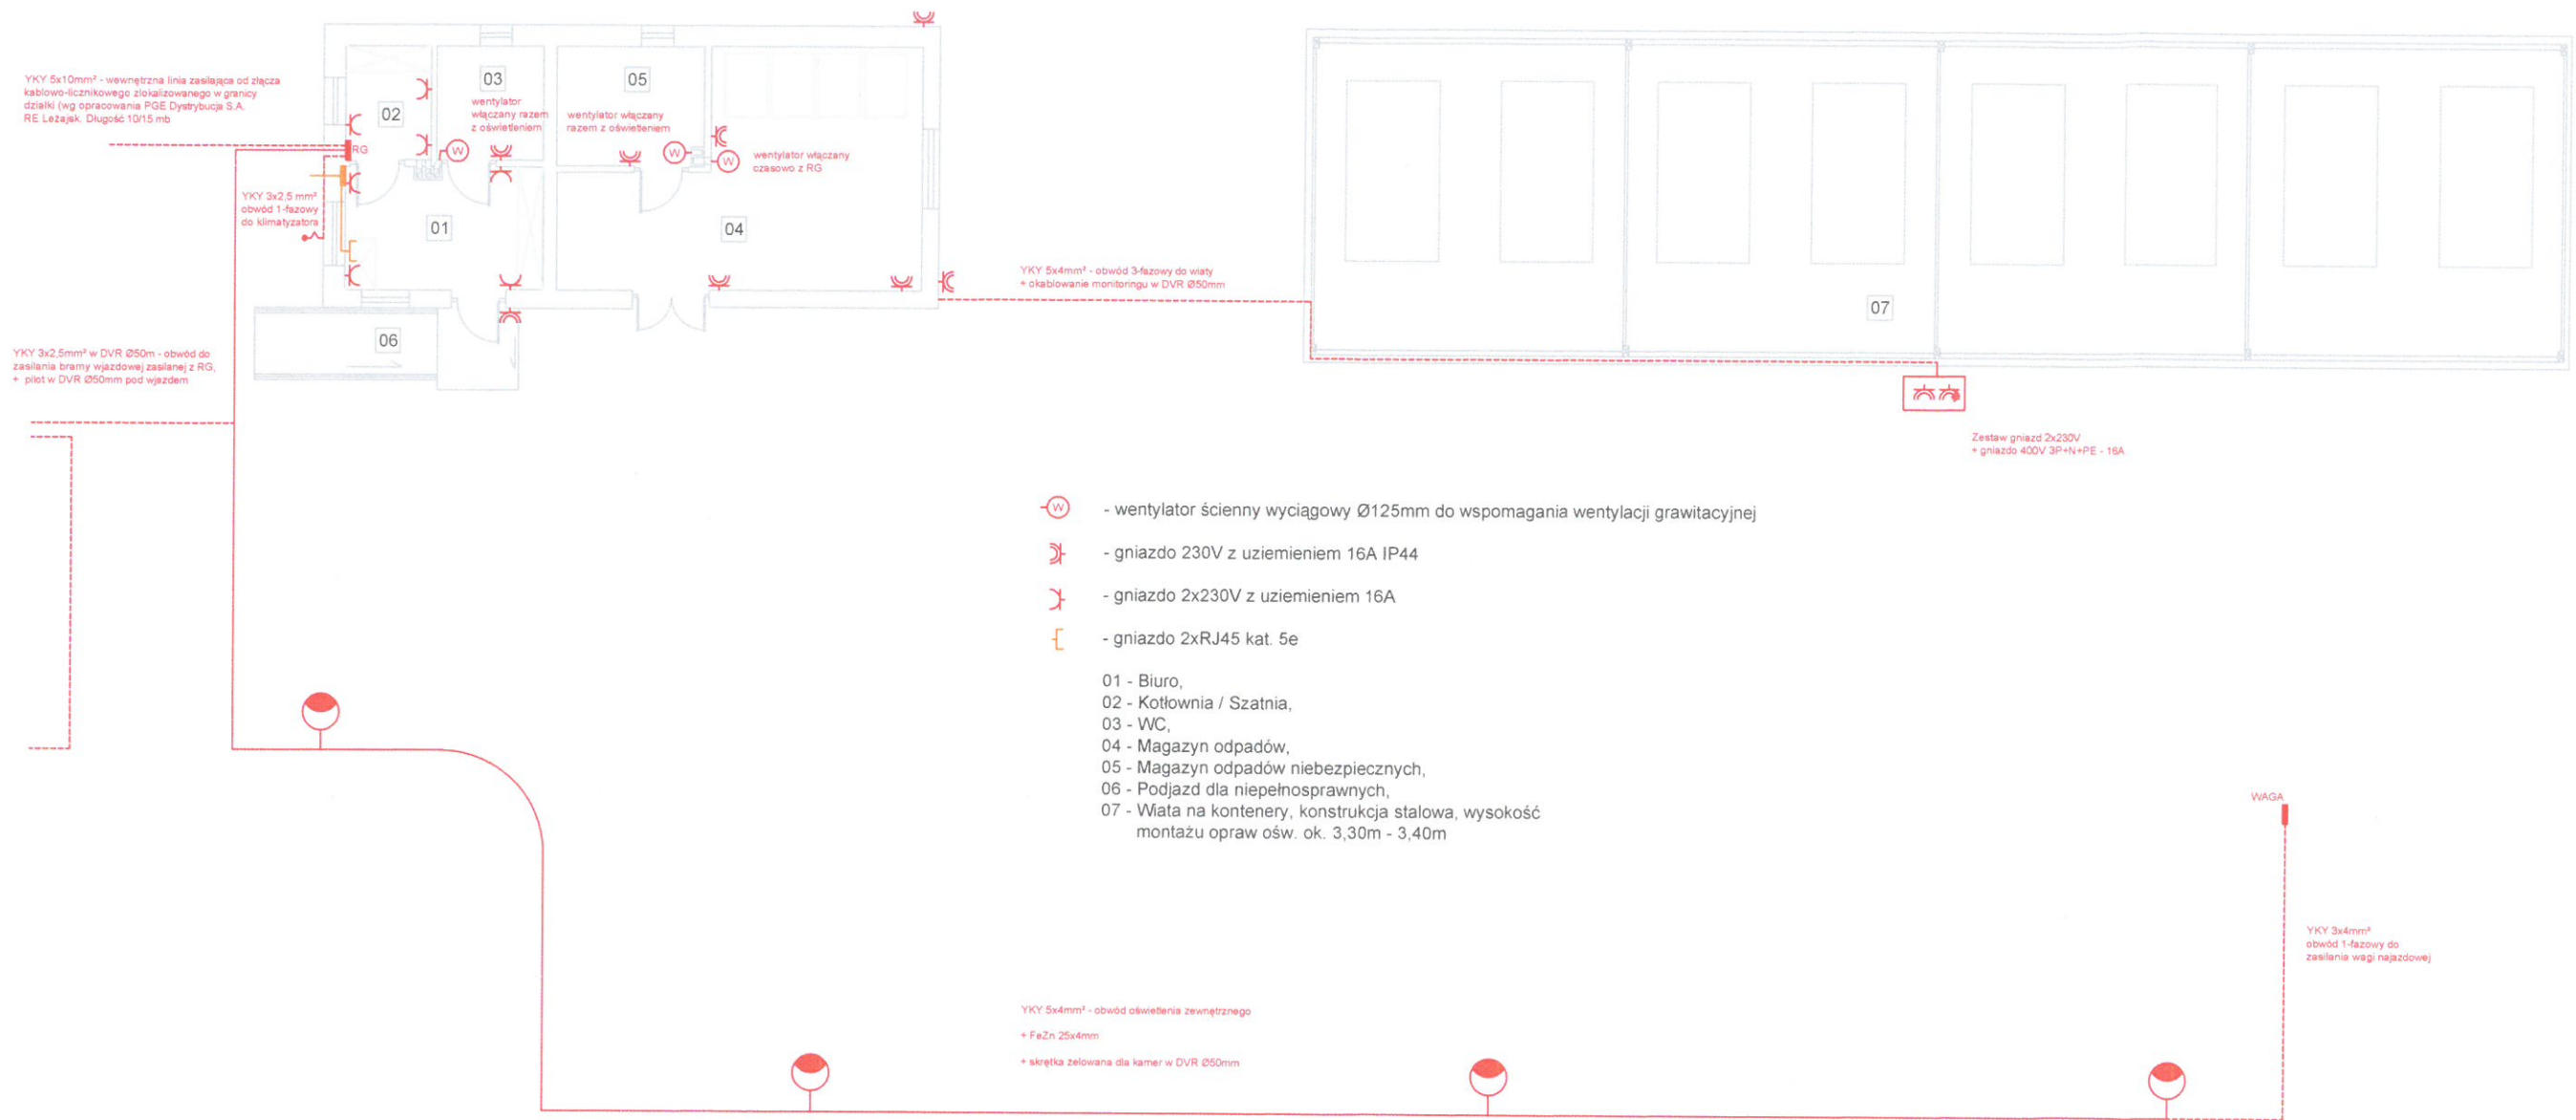 YKY 5x10mm² - wewnętrzna linia zasilająca od złącza
kablowo-licznikowego zlokalizowanego w granicy
działki (wg opracowania PGE Dystrybucja S.A.
RE Leżajsk. Długość 10/15 mb
02
03
wentylator
włączany razem
z oświetleniem
05
wentylator włączany
razem z oświetleniem
RG
W
W
W
wentylator włączany
czasowo z RG
YKY 3x2,5 mm²
obwód 1-fazowy
do klimatyzatora
01
04
06
07
YKY 5x4mm² - obwód 3-fazowy do wiaty
+ okablowanie monitoringu w DVR Ø50mm
YKY 3x2,5mm² w DVR Ø50m - obwód do
zasilania bramy wjazdowej zasilanej z RG,
+ pilot w DVR Ø50mm pod wjazdem
Zestaw gniazd 2x230V
+ gniazdo 400V 3P+N+PE - 16A
W - wentylator ścienny wyciągowy Ø125mm do wspomagania wentylacji grawitacyjnej
- gniazdo 230V z uziemieniem 16A IP44
- gniazdo 2x230V z uziemieniem 16A
- gniazdo 2xRJ45 kat. 5e
01 - Biuro,
02 - Kotłownia / Szatnia,
03 - WC,
04 - Magazyn odpadów,
05 - Magazyn odpadów niebezpiecznych,
06 - Podjazd dla niepełnosprawnych,
07 - Wiata na kontenery, konstrukcja stalowa, wysokość
montażu opraw ośw. ok. 3,30m - 3,40m
WAGA
YKY 3x4mm²
obwód 1-fazowy do
zasilania wagi najazdowej
YKY 5x4mm² - obwód oświetlenia zewnętrznego
+ FeZn 25x4mm
+ skrętka żelowana dla kamer w DVR Ø50mm